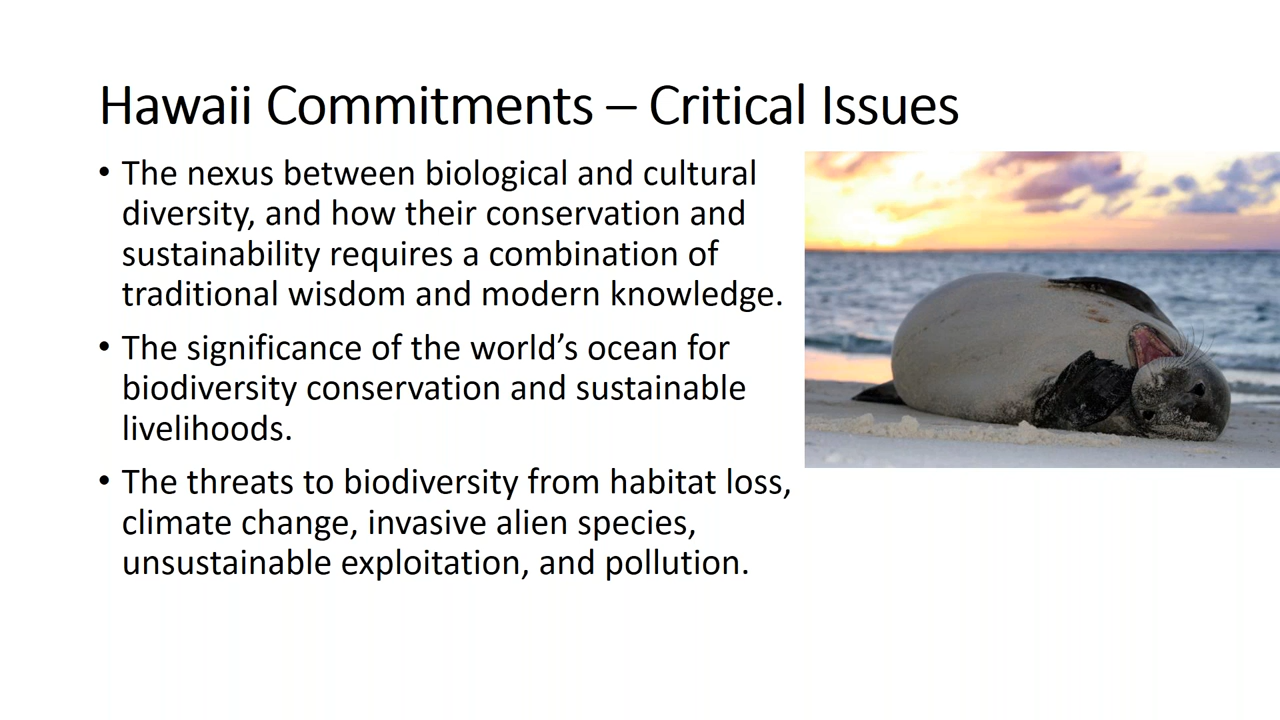 Hawaii Commitments – Critical Issues
• The nexus between biological and cultural
diversity, and how their conservation and
sustainability requires a combination of
traditional wisdom and modern knowledge.
• The significance of the world’s ocean for
biodiversity conservation and sustainable
livelihoods.
• The threats to biodiversity from habitat loss,
climate change, invasive alien species,
unsustainable exploitation, and pollution.